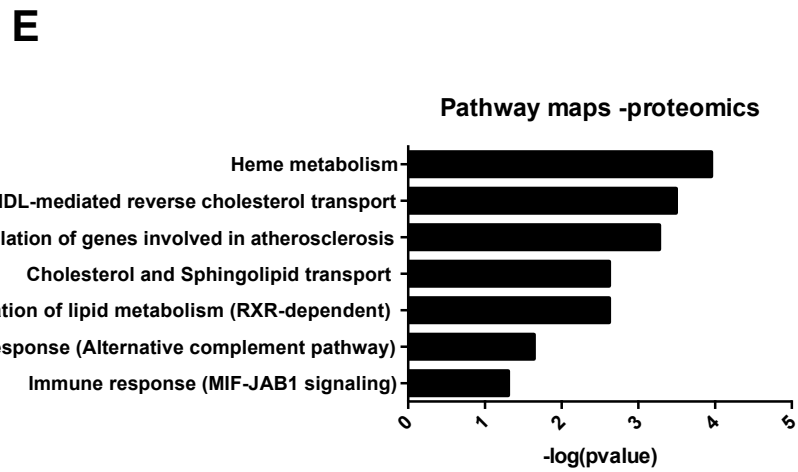 E
Pathway maps -proteomics
Heme metabolism
HDL-mediated reverse cholesterol transport
lation of genes involved in atherosclerosis
Cholesterol and Sphingolipid transport
ation of lipid metabolism (RXR-dependent)
esponse (Alternative complement pathway)
Immune response (MIF-JAB1 signaling)
0 1 2 3 4 5
-log(pvalue)